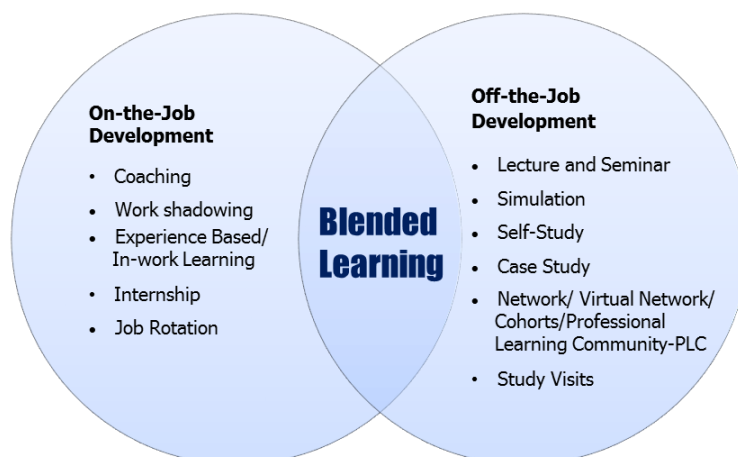 On-the-Job
Development
• Coaching
• Work shadowing
• Experience Based/
In-work Learning
• Internship
• Job Rotation
Blended
Learning
Off-the-Job
Development
• Lecture and Seminar
• Simulation
• Self-Study
• Case Study
• Network/ Virtual Network/
Cohorts/Professional
Learning Community-PLC
• Study Visits